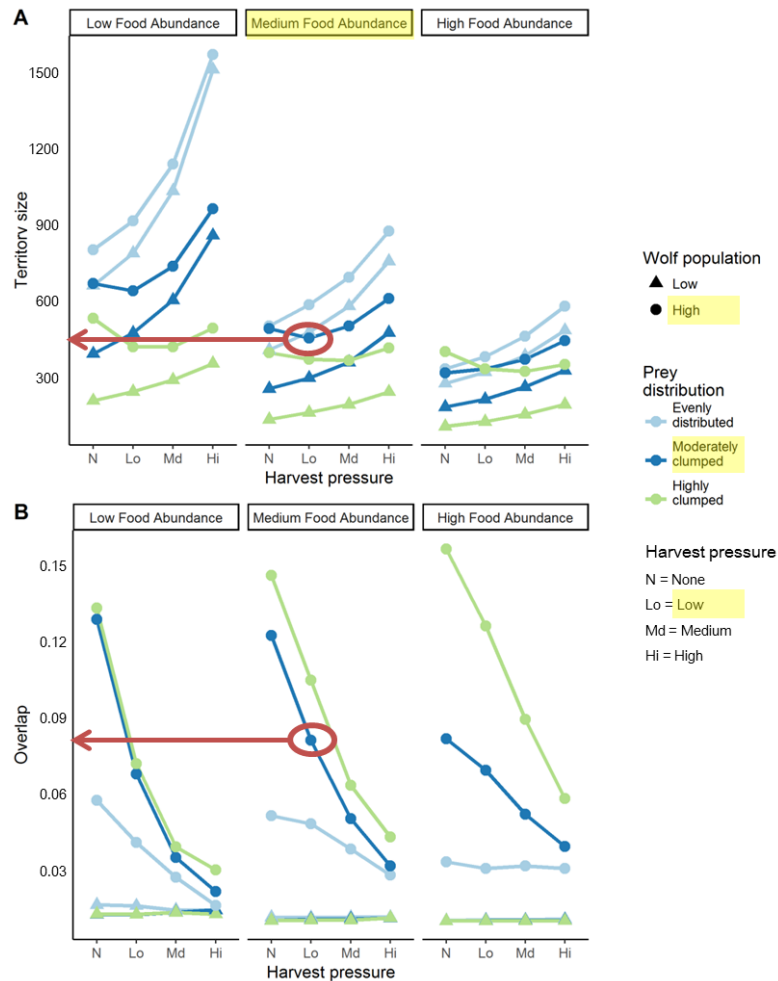 A
Low Food Abundance
Medium Food Abundance
High Food Abundance
Territory size
1500
1200
900
600
300
N Lo Md Hi
N Lo Md Hi
N Lo Md Hi
Harvest pressure
B
Low Food Abundance
Medium Food Abundance
High Food Abundance
Overlap
0.15
0.12
0.09
0.06
0.03
N Lo Md Hi
N Lo Md Hi
N Lo Md Hi
Harvest pressure
Wolf population
Low
High
Prey
distribution
Evenly
distributed
Moderately
clumped
Highly
clumped
Harvest pressure
N = None
Lo = Low
Md = Medium
Hi = High